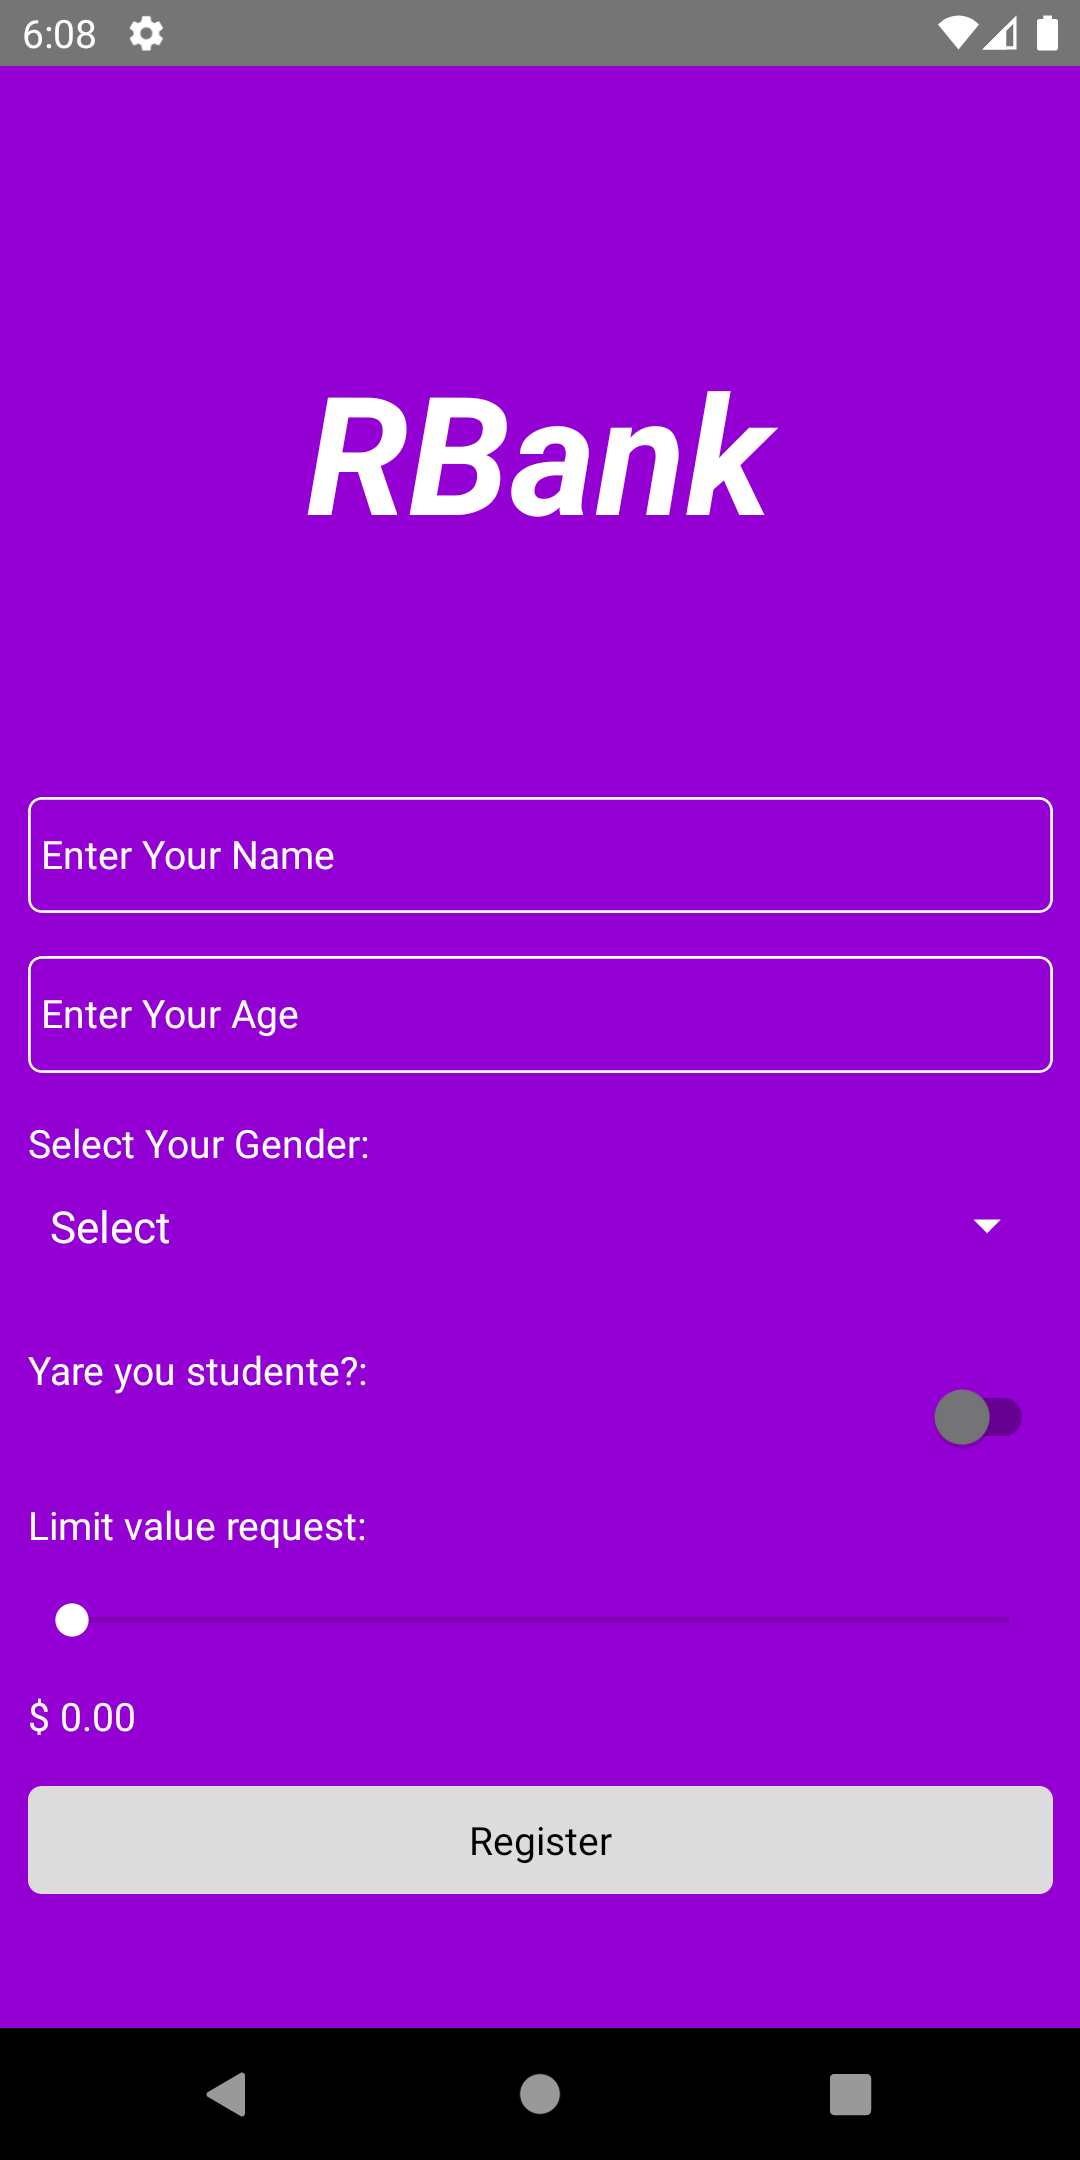 6:08
RBank
Enter Your Name
Enter Your Age
Select Your Gender:
Select
Yare you studente?:
Limit value request:
$ 0.00
Register